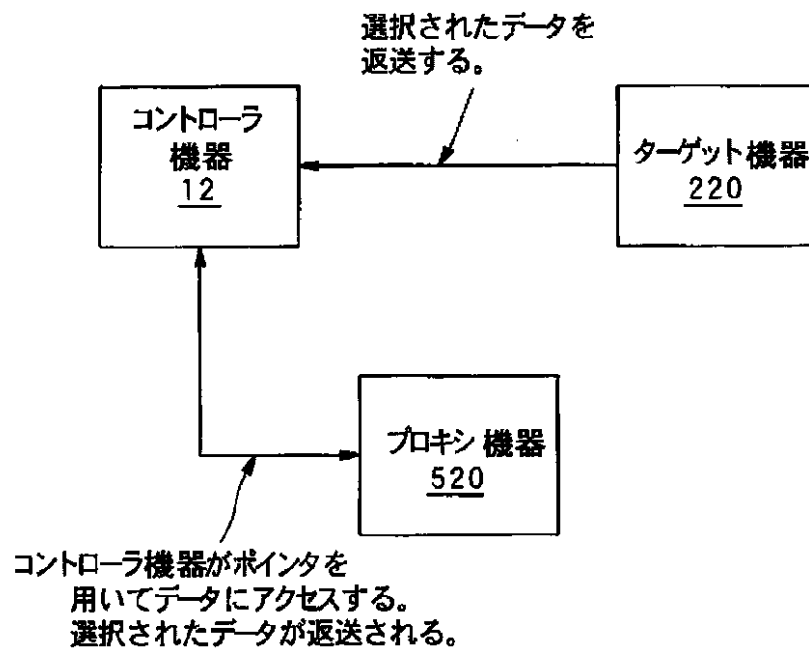 選択されたデータを
返送する。
コントローラ
機器
12
ターゲット機器
220
プロキシ機器
520
コントローラ機器がポインタを
用いてデータにアクセスする。
選択されたデータが返送される。